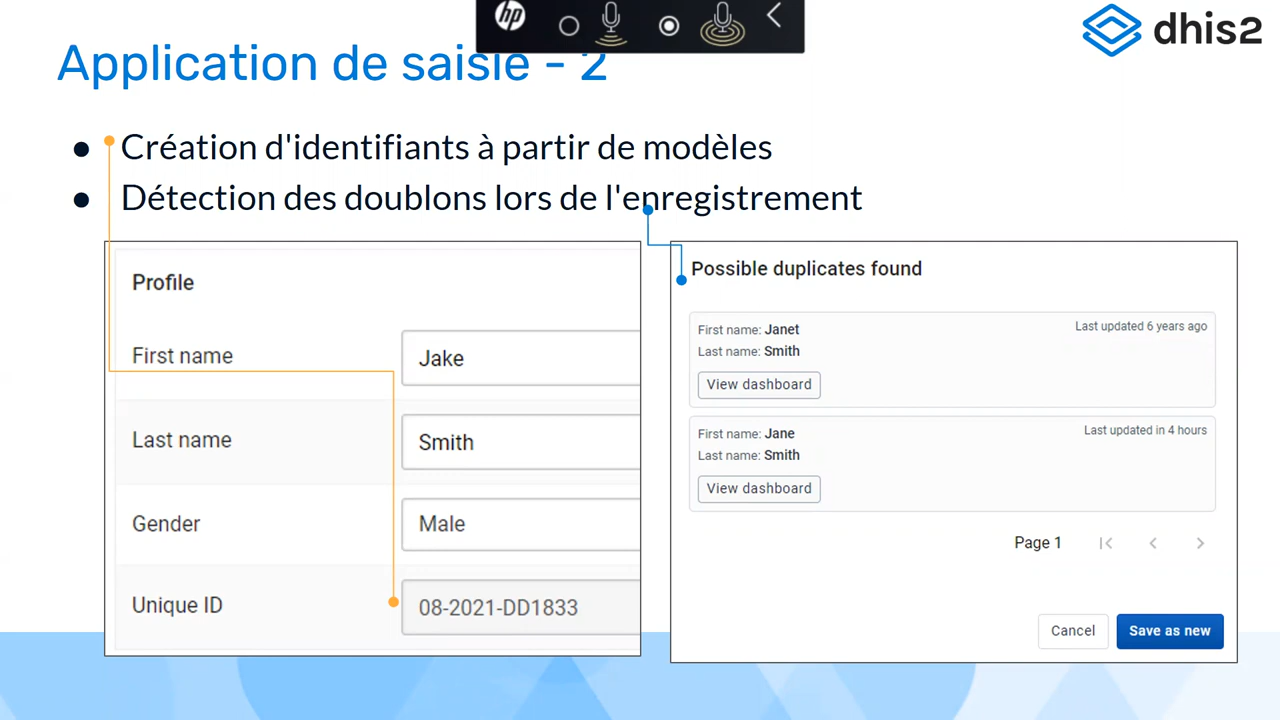 hp
dhis2
Application de saisie - 2
● Création d'identifiants à partir de modèles
● Détection des doublons lors de l'enregistrement
Profile
First name
Jake
Last name
Smith
Gender
Male
Unique ID
08-2021-DD1833
Possible duplicates found
First name: Janet
Last updated 6 years ago
Last name: Smith
View dashboard
First name: Jane
Last updated in 4 hours
Last name: Smith
View dashboard
Page 1
Cancel
Save as new